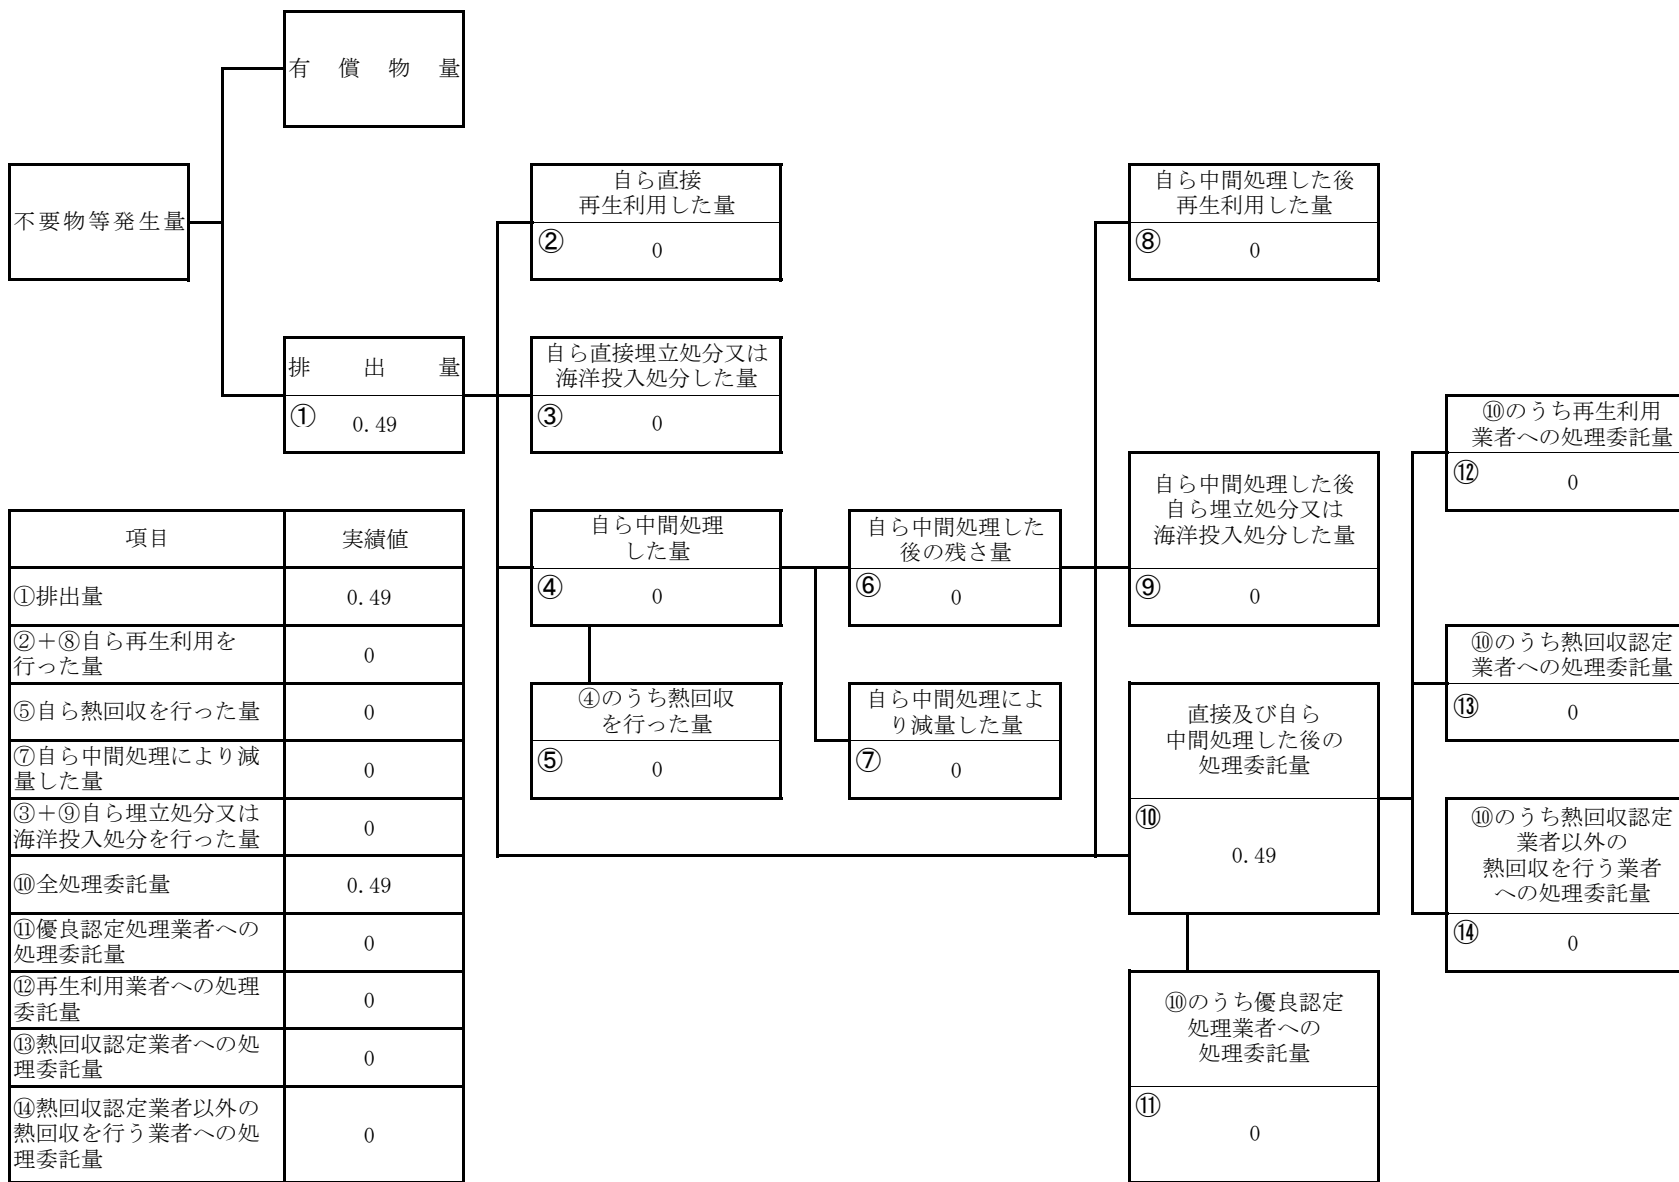 有償物量
不要物等発生量
排出量
① 0.49
自ら直接
再生利用した量
② 0
自ら直接埋立処分又は
海洋投入処分した量
③ 0
自ら中間処理
した量
④ 0
④のうち熱回収
を行った量
⑤ 0
自ら中間処理した
後の残さ量
⑥ 0
自ら中間処理によ
り減量した量
⑦ 0
自ら中間処理した後
再生利用した量
⑧ 0
自ら中間処理した後
自ら埋立処分又は
海洋投入処分した量
⑨ 0
直接及び自ら
中間処理した後の
処理委託量
⑩
0.49
⑩のうち優良認定
処理業者への
処理委託量
⑪
0
⑩のうち再生利用
業者への処理委託量
⑫ 0
⑩のうち熱回収認定
業者への処理委託量
⑬ 0
⑩のうち熱回収認定
業者以外の
熱回収を行う業者
への処理委託量
⑭ 0
項目 実績値
①排出量 0.49
②+⑧自ら再生利用を
行った量 0
⑤自ら熱回収を行った量 0
⑦自ら中間処理により減
量した量 0
③+⑨自ら埋立処分又は
海洋投入処分を行った量 0
⑩全処理委託量 0.49
⑪優良認定処理業者への
処理委託量 0
⑫再生利用業者への処理
委託量 0
⑬熱回収認定業者への処
理委託量 0
⑭熱回収認定業者以外の
熱回収を行う業者への処
理委託量 0